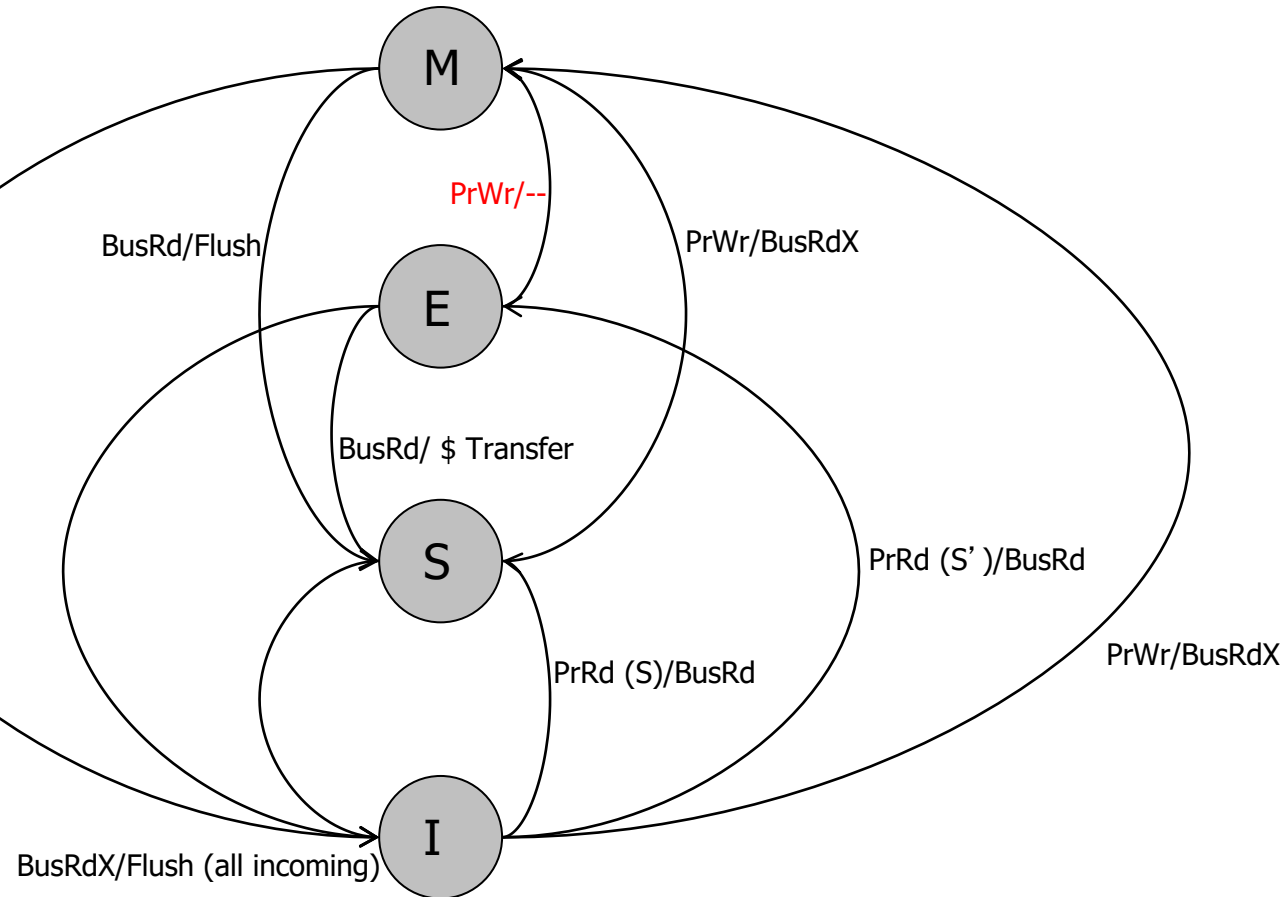 M
PrWr/--
BusRd/Flush
PrWr/BusRdX
E
BusRd/ $ Transfer
S
PrRd (S’ )/BusRd
PrWr/BusRdX
PrRd (S)/BusRd
I
BusRdX/Flush (all incoming)